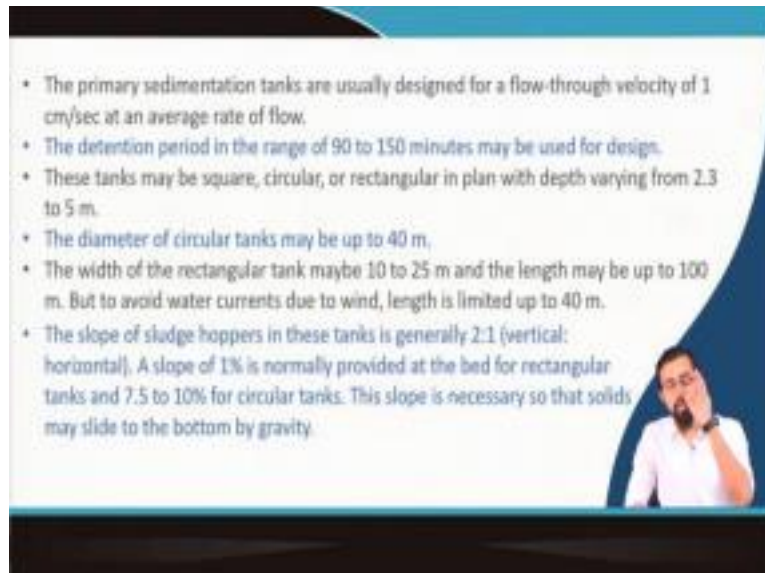 • The primary sedimentation tanks are usually designed for a flow-through velocity of 1
cm/sec at an average rate of flow.
• The detention period in the range of 90 to 150 minutes may be used for design.
• These tanks may be square, circular, or rectangular in plan with depth varying from 2.3
to 5 m.
• The diameter of circular tanks may be up to 40 m.
• The width of the rectangular tank maybe 10 to 25 m and the length may be up to 100
m. But to avoid water currents due to wind, length is limited up to 40 m.
• The slope of sludge hoppers in these tanks is generally 2:1 (vertical:
horizontal). A slope of 1% is normally provided at the bed for rectangular
tanks and 7.5 to 10% for circular tanks. This slope is necessary so that solids
may slide to the bottom by gravity.